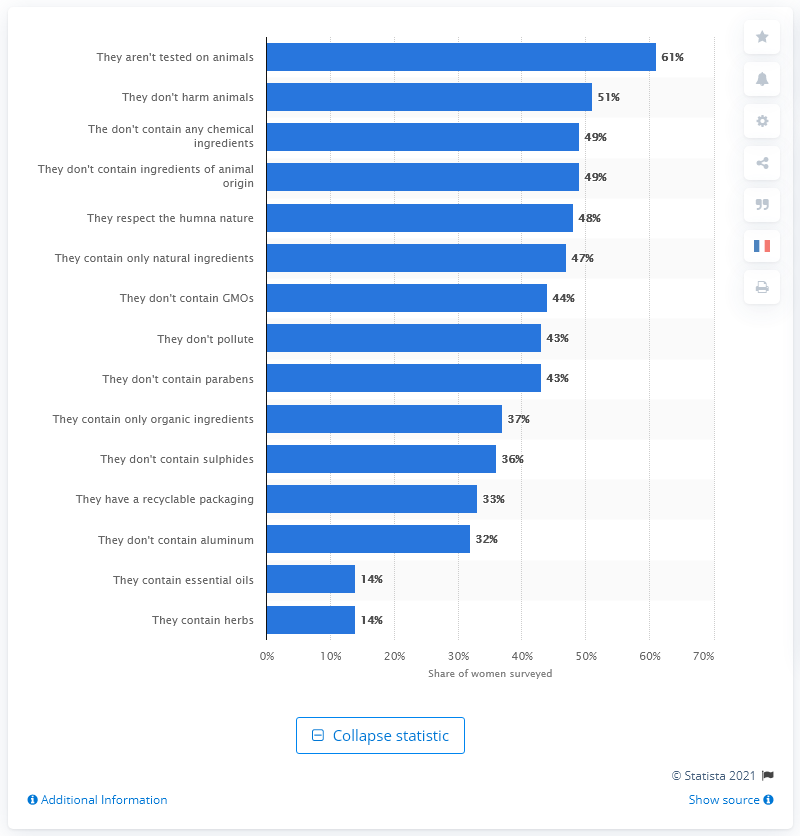 They aren't tested on animals 61%
They don't harm animals 51%
The don't contain any chemical
ingredients 49%
They don't contain ingredients of animal
origin 49%
They respect the humna nature 48%
They contain only natural ingredients 47%
They don't contain GMOs 44%
They don't pollute 43%
They don't contain parabens 43%
They contain only organic ingredients 37%
They don't contain sulphides 36%
They have a recyclable packaging 33%
They don't contain aluminum 32%
They contain essential oils 14%
They contain herbs 14%
0% 10% 20% 30% 40% 50% 60% 70%
Share of women surveyed
Collapse statistic
© Statista 2021
Additional Information
Show source